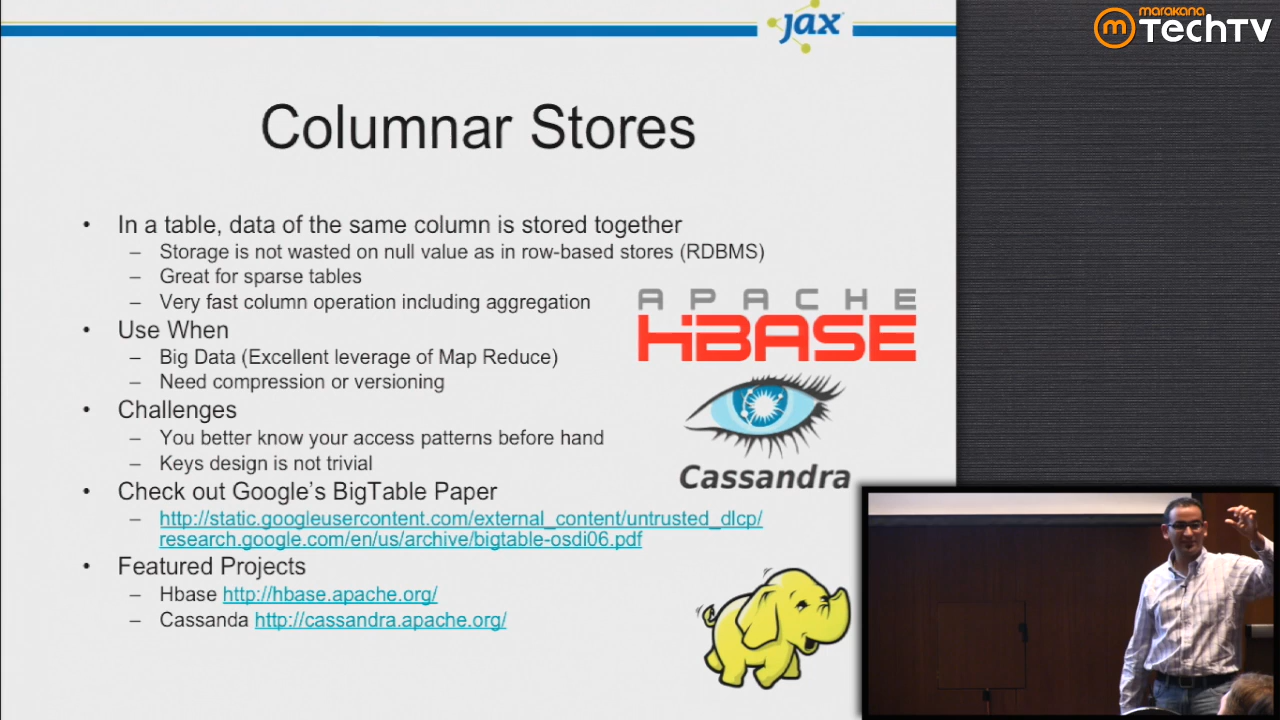 jax
marakana
m TechTV
Columnar Stores
• In a table, data of the same column is stored together
– Storage is not wasted on null value as in row-based stores (RDBMS)
– Great for sparse tables
– Very fast column operation including aggregation
• Use When
– Big Data (Excellent leverage of Map Reduce)
– Need compression or versioning
• Challenges
– You better know your access patterns before hand
– Keys design is not trivial
• Check out Google's BigTable Paper
– http://static.googleusercontent.com/external_content/untrusted_dlcp/
research.google.com/en/us/archive/bigtable-osdi06.pdf
• Featured Projects
– Hbase http://hbase.apache.org/
– Cassanda http://cassandra.apache.org/
APACHE
HBASE
Cassandra